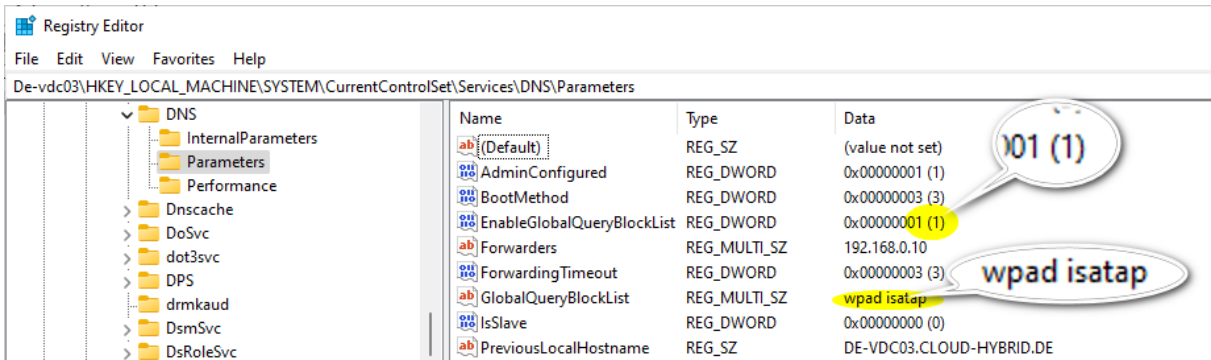 Registry Editor
File Edit View Favorites Help
De-vdc03\HKEY_LOCAL_MACHINE\SYSTEM\CurrentControlSet\Services\DNS\Parameters
DNS
InternalParameters
Parameters
Performance
Dnscache
DoSvc
dot3svc
DPS
drmkaud
DsmSvc
DsRoleSvc
Name Type Data
(Default) REG_SZ (value not set)
AdminConfigured REG_DWORD 0x00000001 (1)
BootMethod REG_DWORD 0x00000003 (3)
EnableGlobalQueryBlockList REG_DWORD 0x00000001 (1)
Forwarders REG_MULTI_SZ 192.168.0.10
ForwardingTimeout REG_DWORD 0x00000003 (3)
GlobalQueryBlockList REG_MULTI_SZ wpad isatap
IsSlave REG_DWORD 0x00000000 (0)
PreviousLocalHostname REG_SZ DE-VDC03.CLOUD-HYBRID.DE
001 (1)
wpad isatap